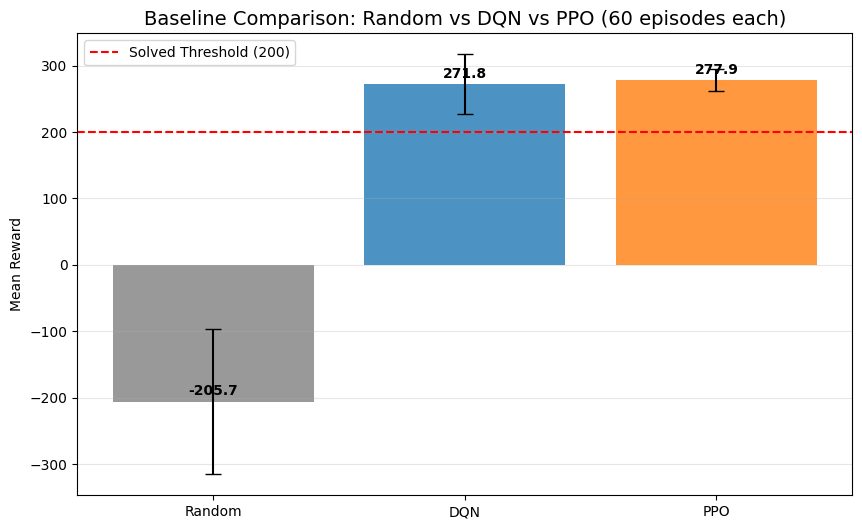 Baseline Comparison: Random vs DQN vs PPO (60 episodes each)
Solved Threshold (200)
Mean Reward
300
200
100
0
−100
−200
−300
271.8
277.9
-205.7
Random
DQN
PPO